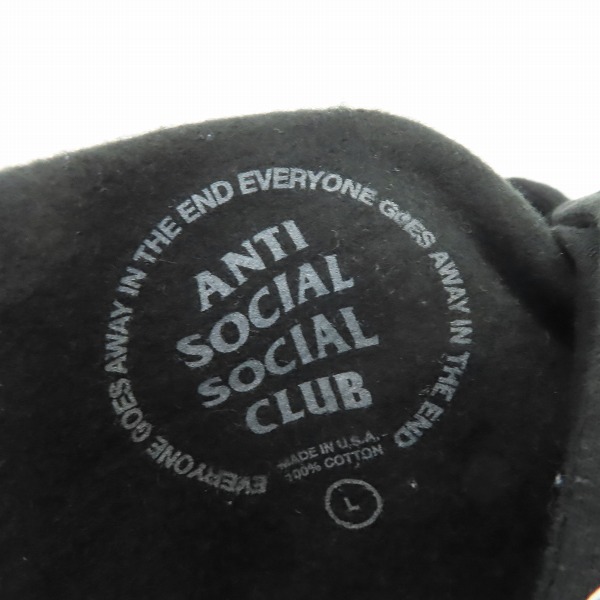 EVERYONE GOES AWAY IN THE END EVERYONE GOES AWAY IN THE END
ANTI
SOCIAL
SOCIAL
CLUB
MADE IN U.S.A.
100% COTTON
L